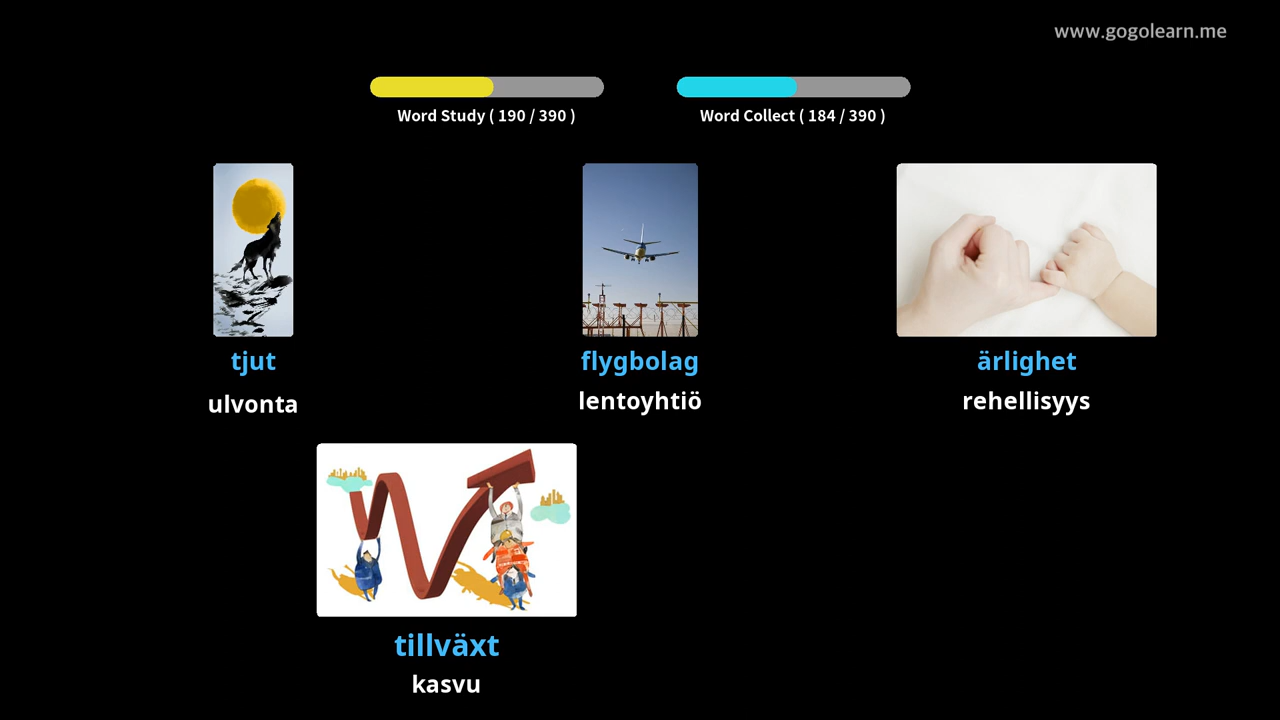 www.gogolearn.me
Word Study ( 190 / 390 )
Word Collect ( 184 / 390 )
tjut
ulvonta
flygbolag
lentoyhtiö
ärlighet
rehellisyys
tillväxt
kasvu